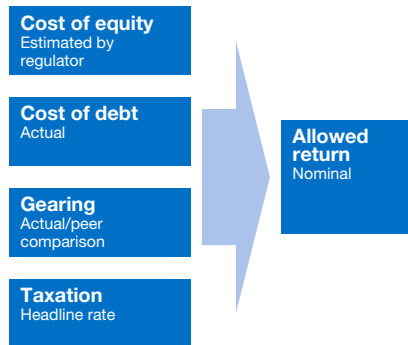 Cost of equity
Estimated by
regulator
Cost of debt
Actual
Gearing
Actual/peer
comparison
Taxation
Headline rate
Allowed
return
Nominal